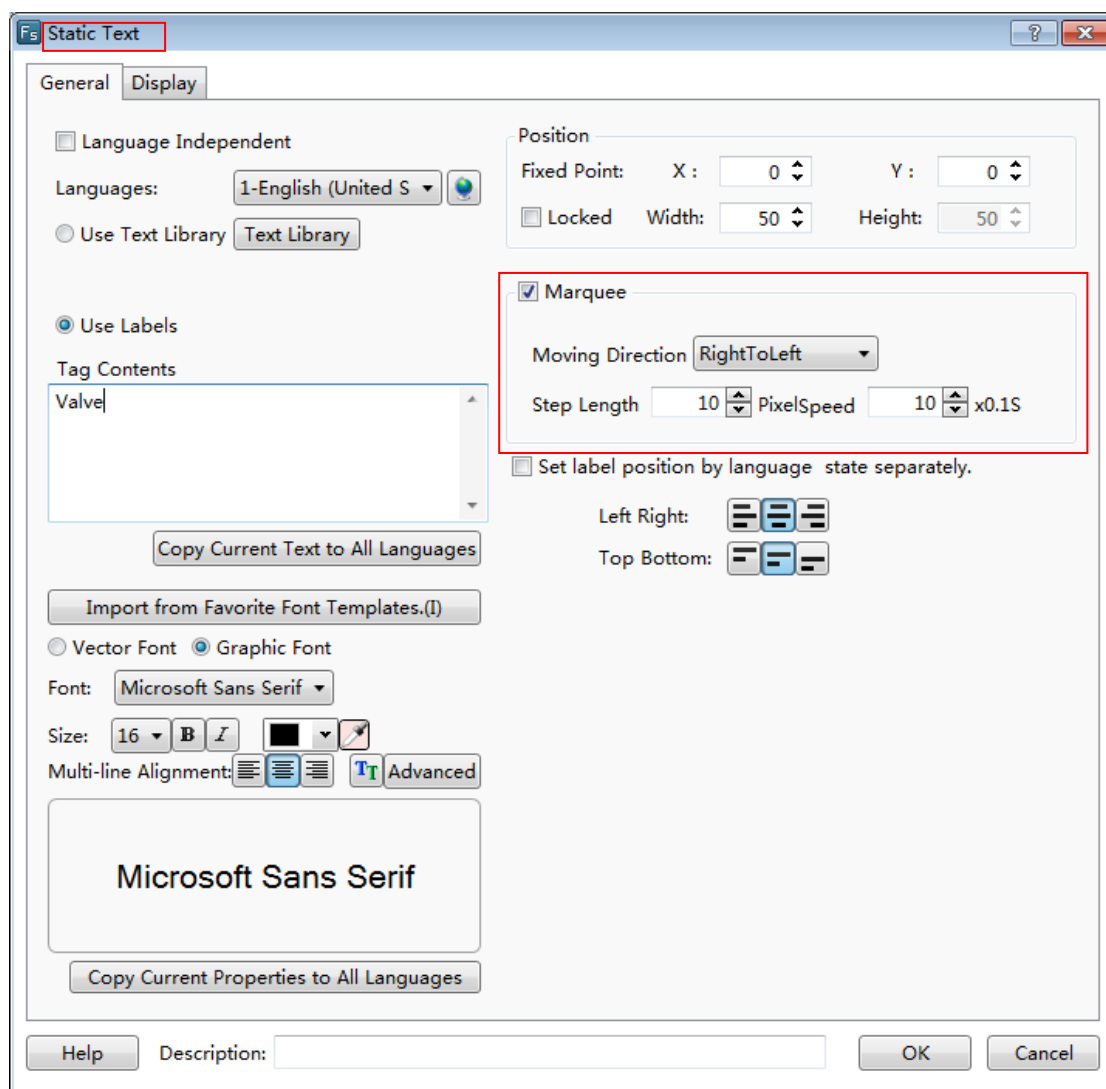 Fs Static Text
General Display
Language Independent
Languages: 1-English (United S
Use Text Library Text Library
Use Labels
Tag Contents
Valve
Copy Current Text to All Languages
Import from Favorite Font Templates.(I)
Vector Font Graphic Font
Font: Microsoft Sans Serif
Size: 16 B I
Multi-line Alignment: TT Advanced
Microsoft Sans Serif
Copy Current Properties to All Languages
Position
Fixed Point: X : 0 Y : 0
Locked Width: 50 Height: 50
Marquee
Moving Direction RightToLeft
Step Length 10 PixelSpeed 10 x0.1S
Set label position by language state separately.
Left Right:
Top Bottom:
Help Description: OK Cancel